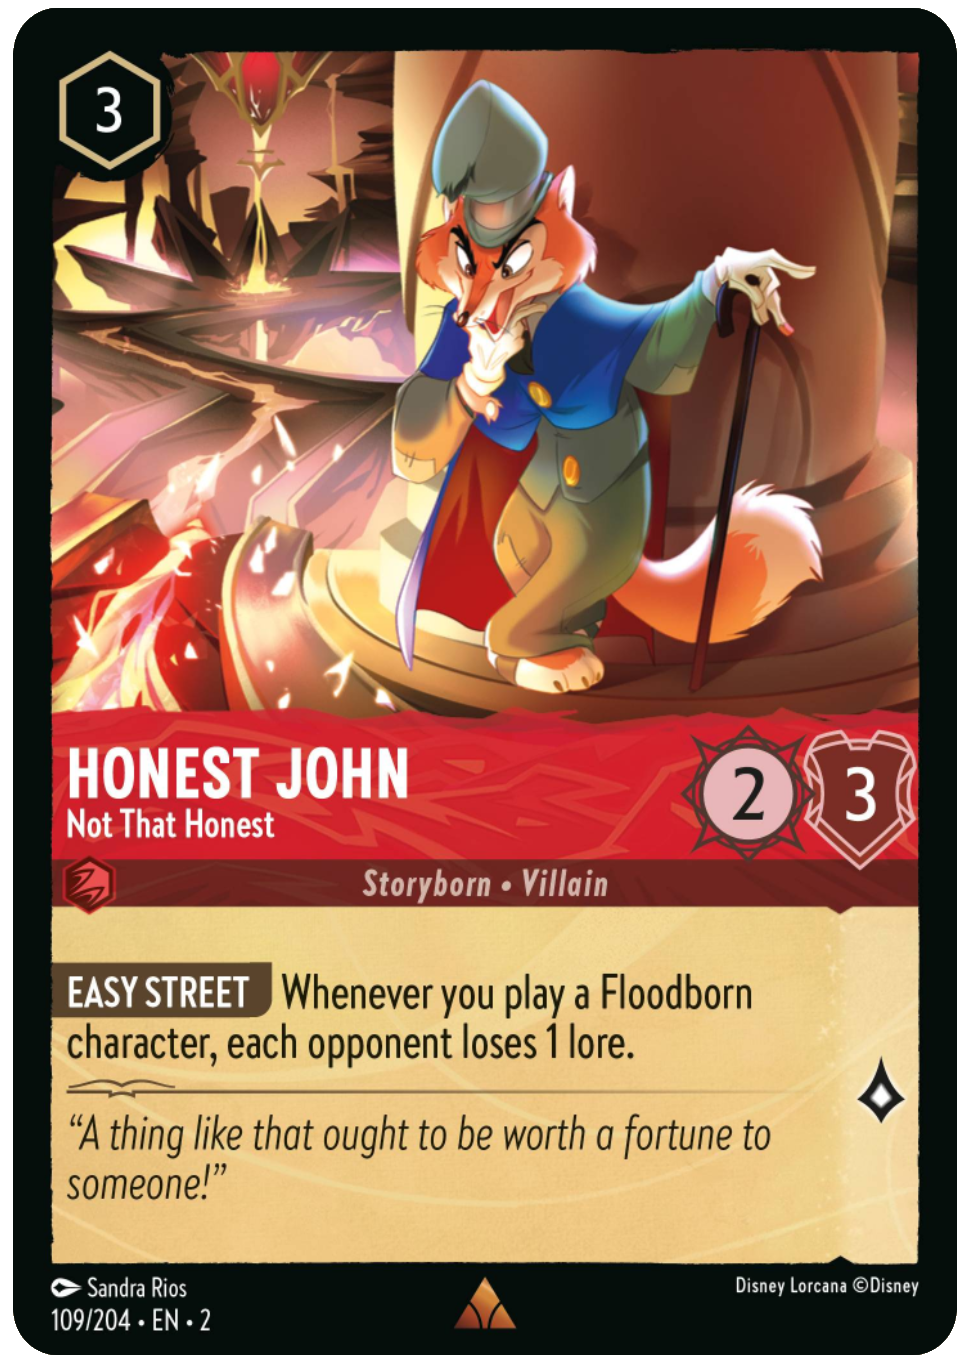 3
HONEST JOHN
Not That Honest
2
3
Storyborn • Villain
EASY STREET Whenever you play a Floodborn
character, each opponent loses 1 lore.
“A thing like that ought to be worth a fortune to
someone!”
Sandra Rios
109/204 • EN • 2
Disney Lorcana ©Disney